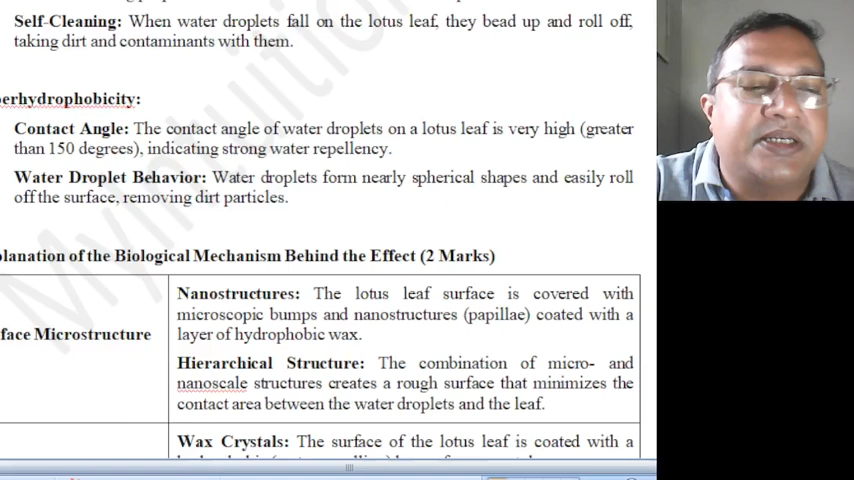 Self-Cleaning: When water droplets fall on the lotus leaf, they bead up and roll off,
taking dirt and contaminants with them.
erhydrophobicity:
Contact Angle: The contact angle of water droplets on a lotus leaf is very high (greater
than 150 degrees), indicating strong water repellency.
Water Droplet Behavior: Water droplets form nearly spherical shapes and easily roll
off the surface, removing dirt particles.
planation of the Biological Mechanism Behind the Effect (2 Marks)
face Microstructure
Nanostructures: The lotus leaf surface is covered with
microscopic bumps and nanostructures (papillae) coated with a
layer of hydrophobic wax.
Hierarchical Structure: The combination of micro- and
nanoscale structures creates a rough surface that minimizes the
contact area between the water droplets and the leaf.
Wax Crystals: The surface of the lotus leaf is coated with a
MyIntuition